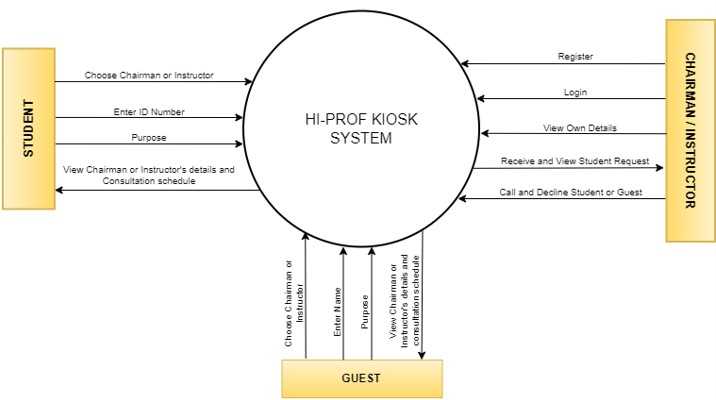 HI-PROF KIOSK
SYSTEM
STUDENT
Choose Chairman or Instructor
Enter ID Number
Purpose
View Chairman or Instructor's details and
Consultation schedule
CHAIRMAN / INSTRUCTOR
Register
Login
View Own Details
Receive and View Student Request
Call and Decline Student or Guest
Choose Chairman or
Instructor
Enter Name
Purpose
View Chairman or
Instructor's details and
consultation schedule
GUEST